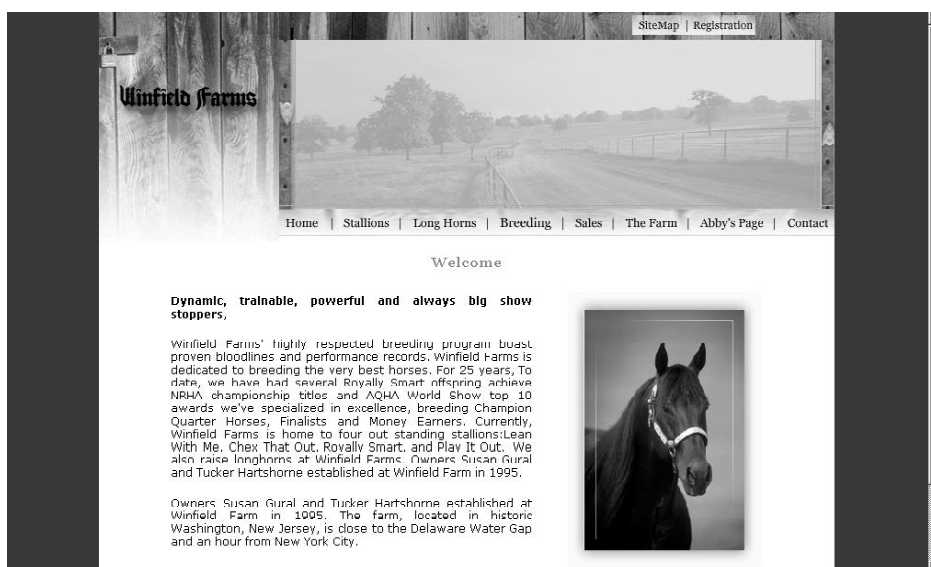 SiteMap | Registration
Winfield Farms
Home | Stallions | Long Horns | Breeding | Sales | The Farm | Abby's Page | Contact
Welcome
Dynamic, trainable, powerful and always big show
stoppers,
Winfield Farms' highly respected breeding program boast
proven bloodlines and performance records. Winfield Farms is
dedicated to breeding the very best horses. For 25 years, To
date, we have had several Royally Smart offspring achieve
NRHA championship titles and AQHA World Show top 10
awards we've specialized in excellence, breeding Champion
Quarter Horses, Finalists and Money Earners. Currently,
Winfield Farms is home to four out standing stallions:Lean
With Me, Chex That Out, Royally Smart, and Play It Out. We
also raise longhorns at Winfield Farms. Owners Susan Gural
and Tucker Hartshorne established at Winfield Farm in 1995.
Owners Susan Gural and Tucker Hartshorne established at
Winfield Farm in 1995. The farm, located in historic
Washington, New Jersey, is close to the Delaware Water Gap
and an hour from New York City.